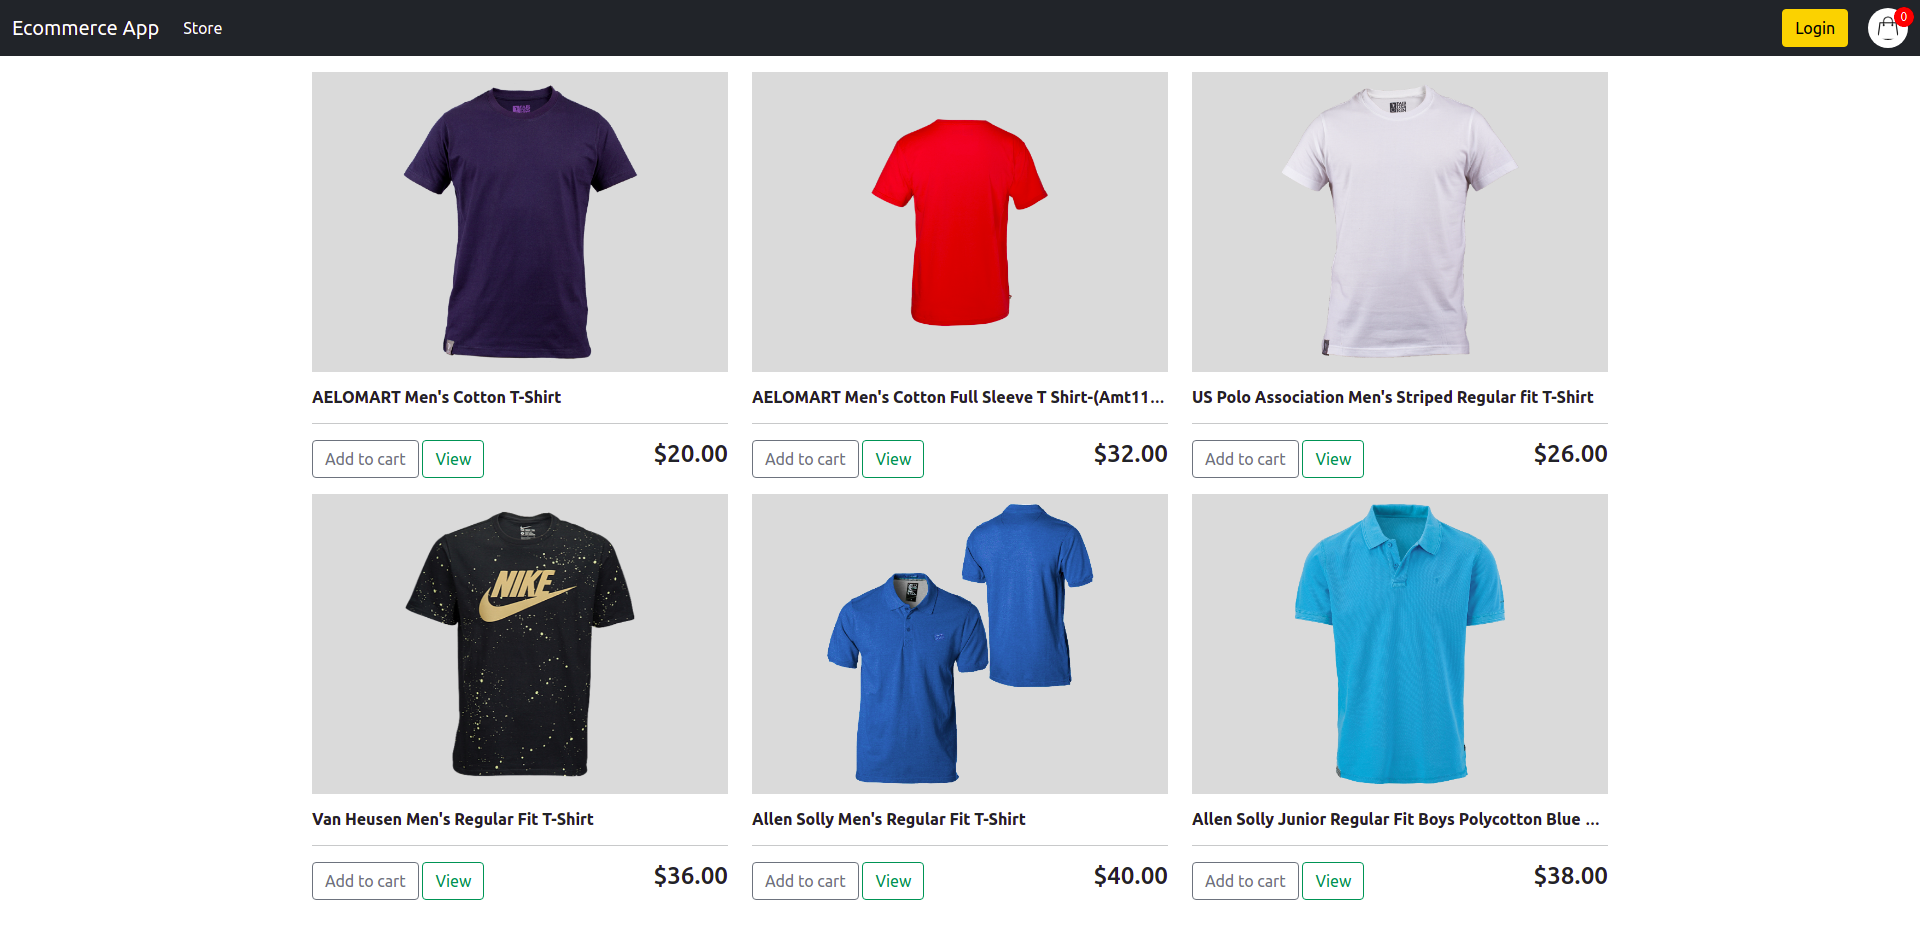 Ecommerce App Store Login 0
AELOMART Men's Cotton T-Shirt
Add to cart View $20.00
AELOMART Men's Cotton Full Sleeve T Shirt-(Amt11...
Add to cart View $32.00
US Polo Association Men's Striped Regular fit T-Shirt
Add to cart View $26.00
NIKE
Van Heusen Men's Regular Fit T-Shirt
Add to cart View $36.00
Allen Solly Men's Regular Fit T-Shirt
Add to cart View $40.00
Allen Solly Junior Regular Fit Boys Polycotton Blue ...
Add to cart View $38.00